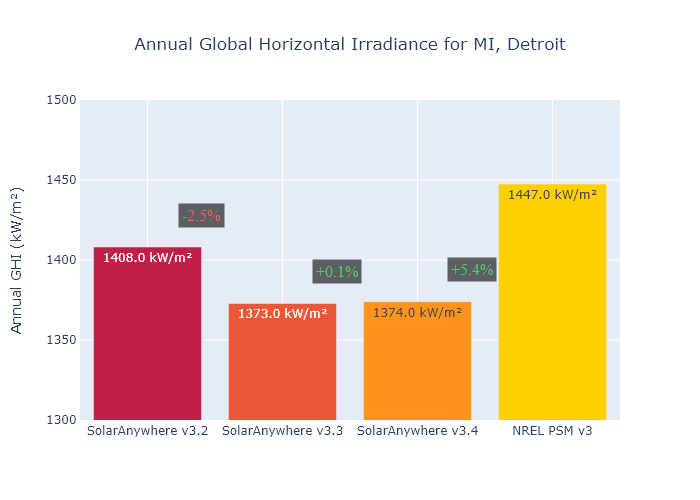 Annual Global Horizontal Irradiance for MI, Detroit
Annual GHI (kW/m²)
1500
1450
1400
1350
1300
-2.5%
+0.1%
+5.4%
1408.0 kW/m²
1373.0 kW/m²
1374.0 kW/m²
1447.0 kW/m²
SolarAnywhere v3.2
SolarAnywhere v3.3
SolarAnywhere v3.4
NREL PSM v3